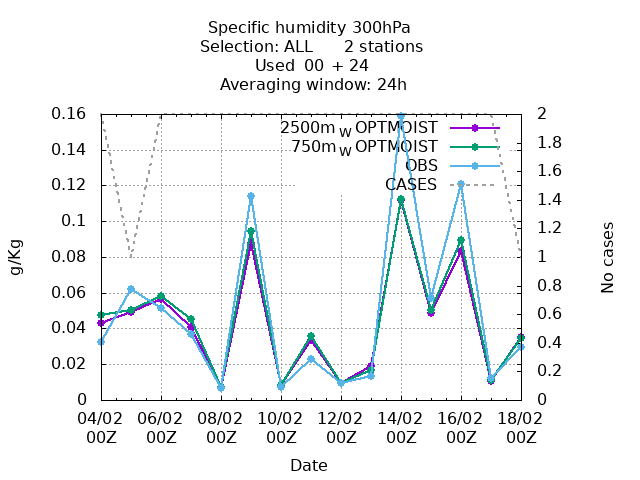 Specific humidity 300hPa
Selection: ALL 2 stations
Used 00 + 24
Averaging window: 24h
2500m W OPTMOIST
750m W OPTMOIST
OBS
CASES
0.16
0.14
0.12
0.1
0.08
0.06
0.04
0.02
0
2
1.8
1.6
1.4
1.2
1
0.8
0.6
0.4
0.2
0
g/Kg
No cases
04/02 06/02 08/02 10/02 12/02 14/02 16/02 18/02
00Z 00Z 00Z 00Z 00Z 00Z 00Z 00Z
Date